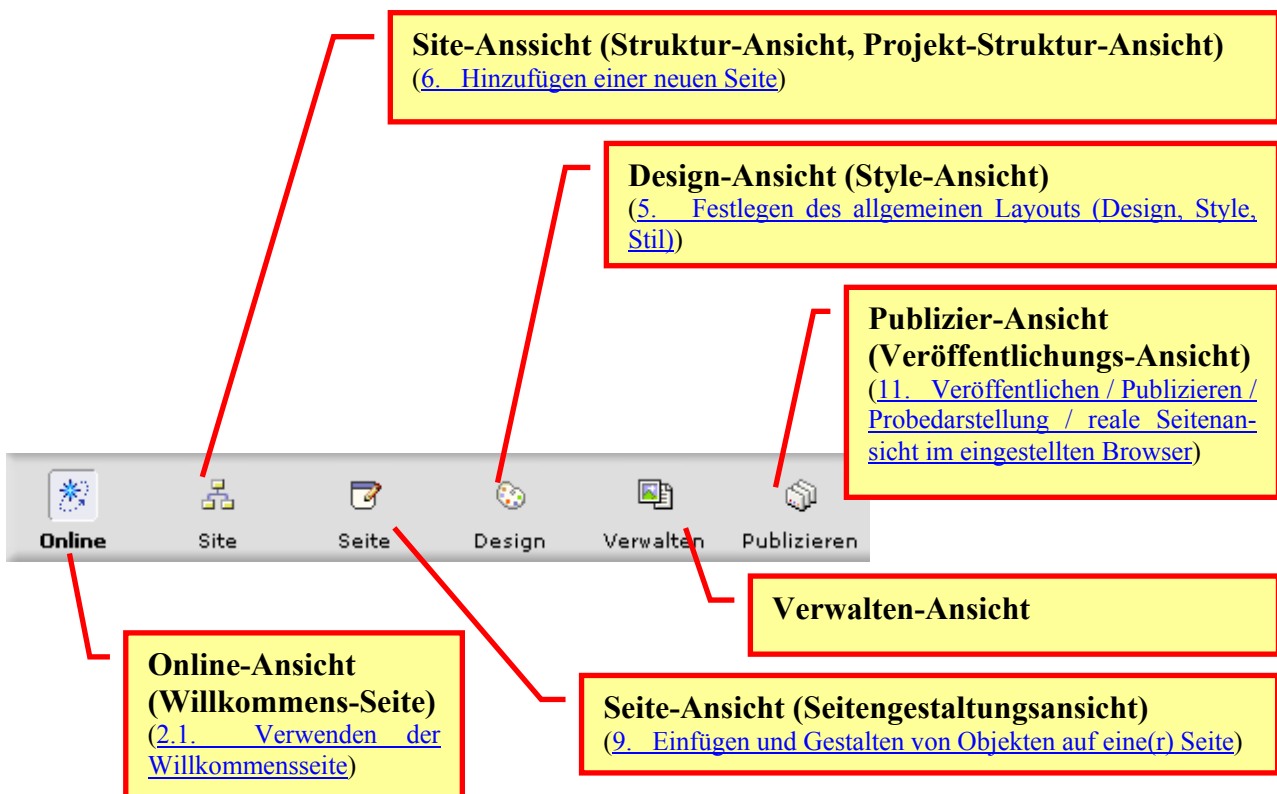 Site-Anssicht (Struktur-Ansicht, Projekt-Struktur-Ansicht)
(6. Hinzufügen einer neuen Seite)
Design-Ansicht (Style-Ansicht)
(5. Festlegen des allgemeinen Layouts (Design, Style,
Stil))
Publizier-Ansicht
(Veröffentlichungs-Ansicht)
(11. Veröffentlichen / Publizieren /
Probedarstellung / reale Seitenan-
sicht im eingestellten Browser)
Online
Site
Seite
Design
Verwalten
Publizieren
Verwalten-Ansicht
Online-Ansicht
(Willkommens-Seite)
(2.1. Verwenden der
Willkommensseite)
Seite-Ansicht (Seitengestaltungsansicht)
(9. Einfügen und Gestalten von Objekten auf eine(r) Seite)